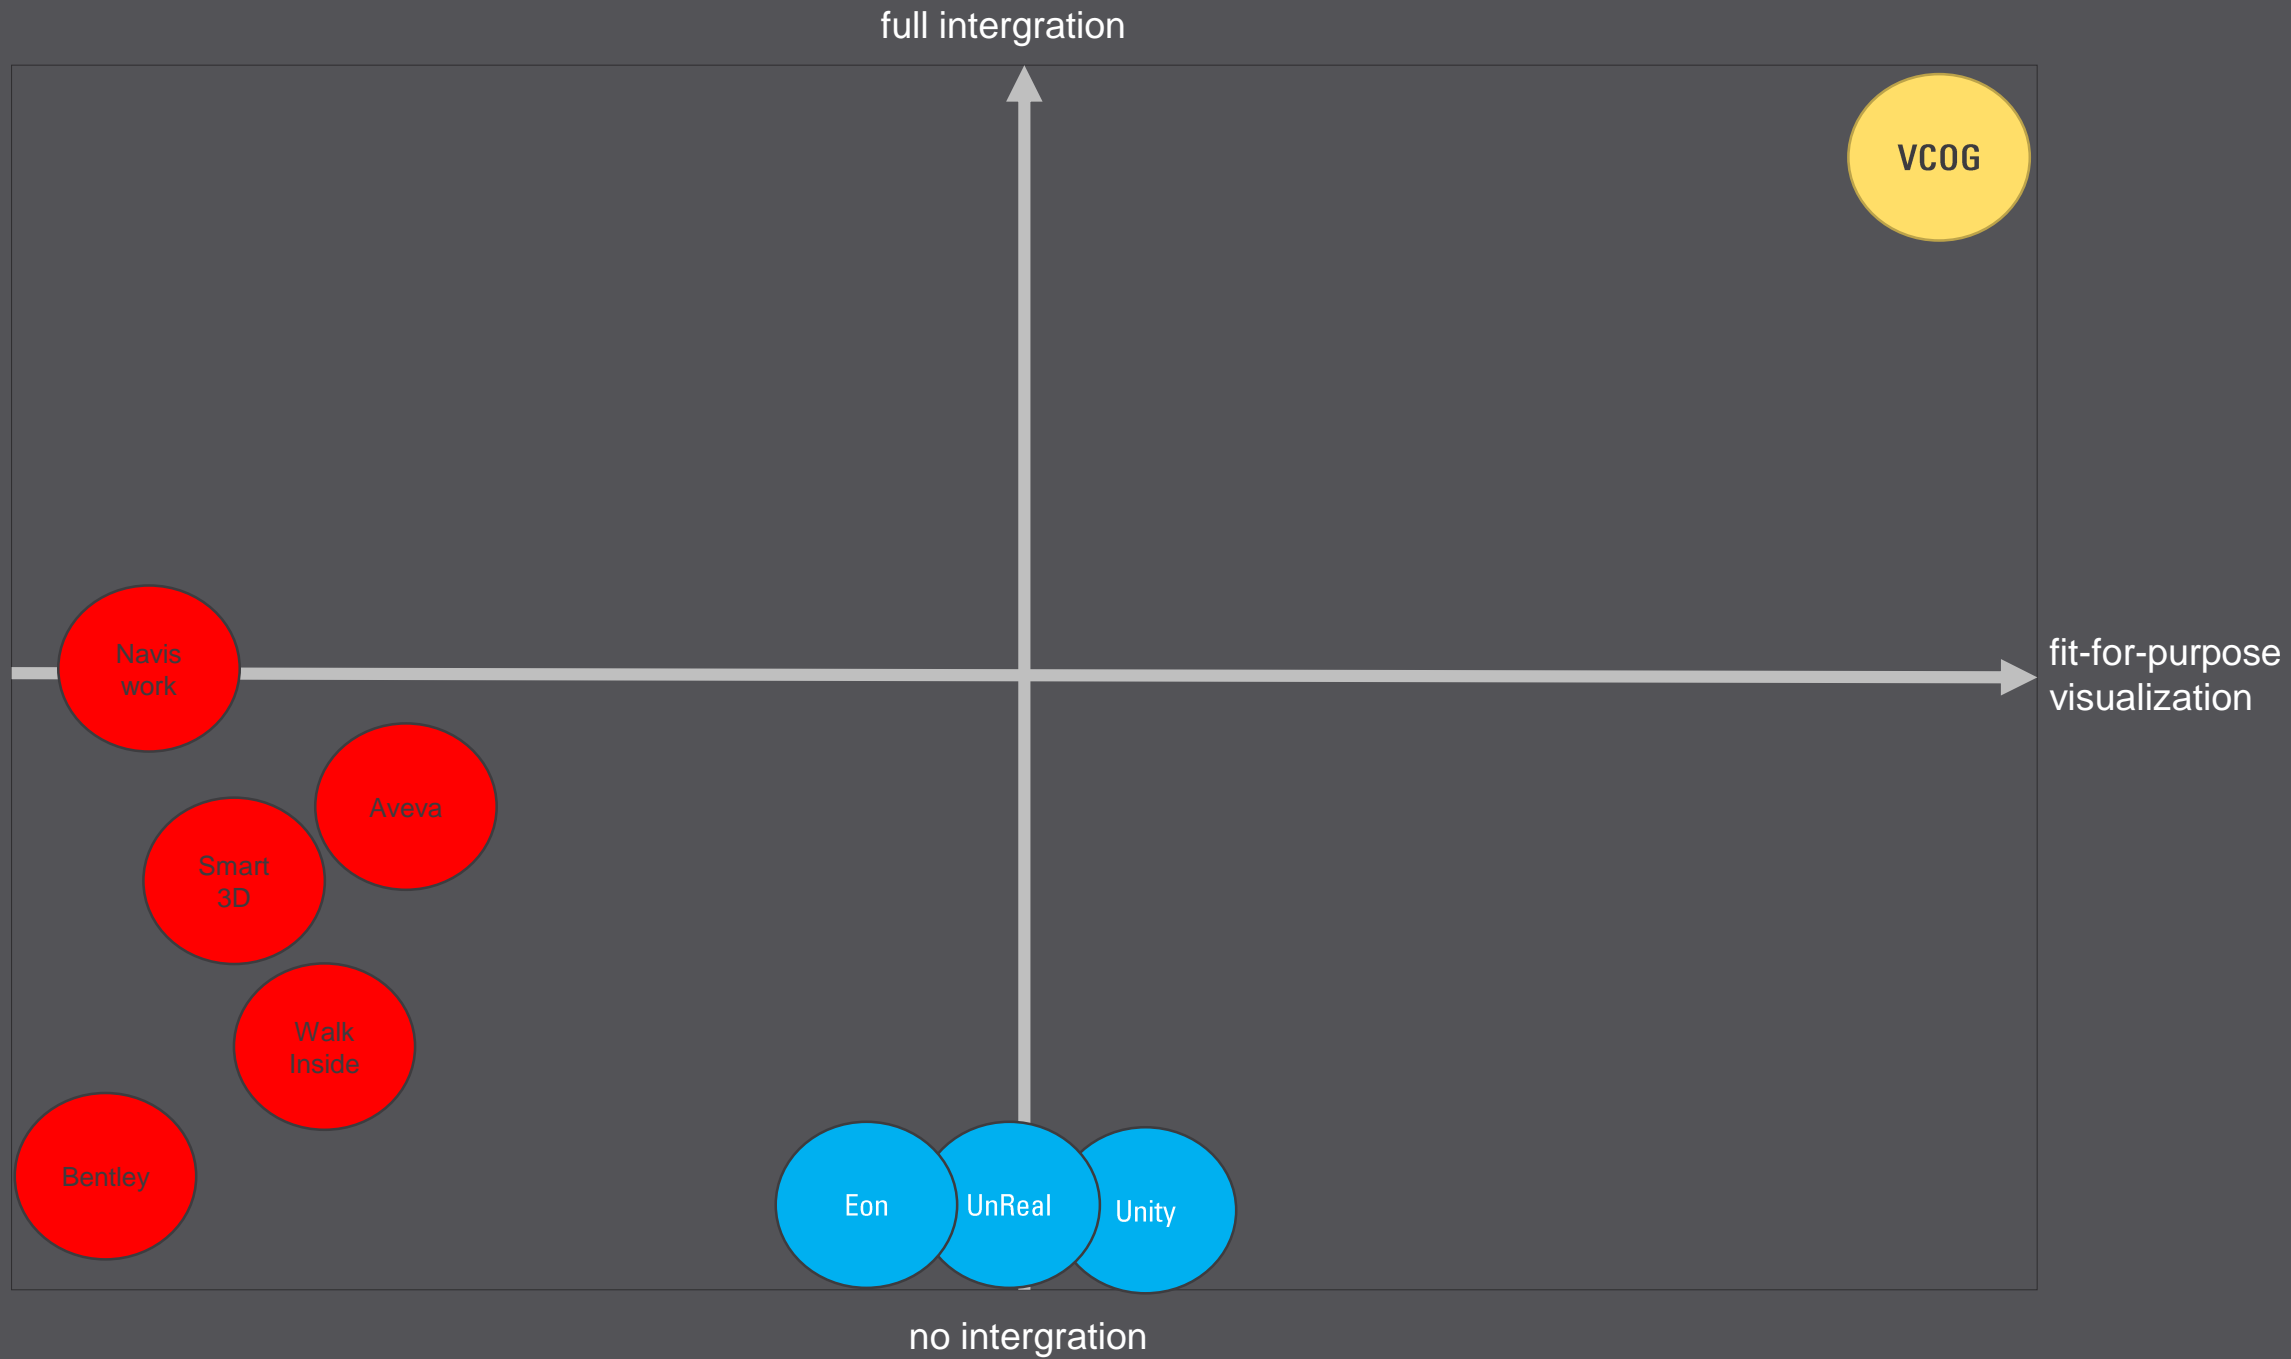 full intergration
VCOG
Navis
work
fit-for-purpose
visualization
Aveva
Smart
3D
Walk
Inside
Bentley
Eon
UnReal
Unity
no intergration